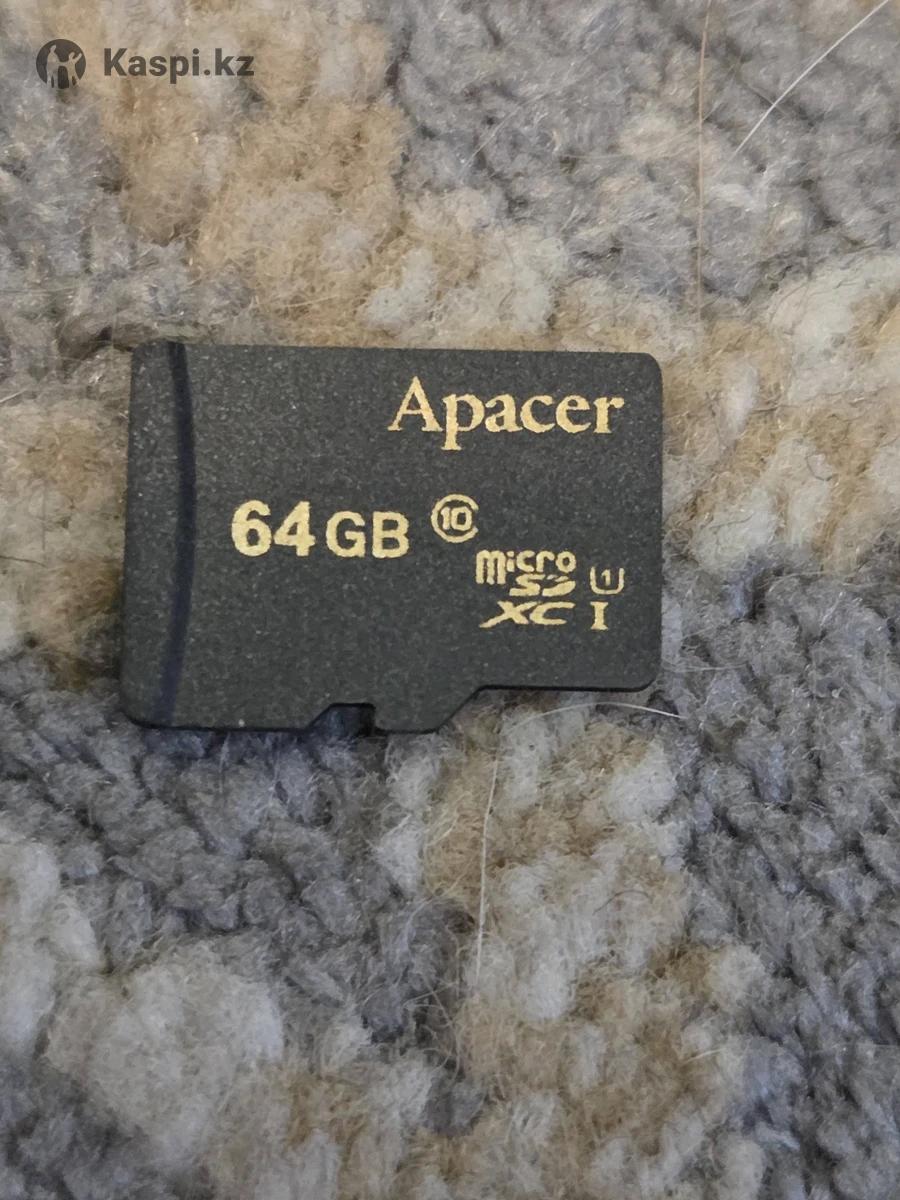 Kaspi.kz
Apacer
64GB 10
micro
SD 1
XC I